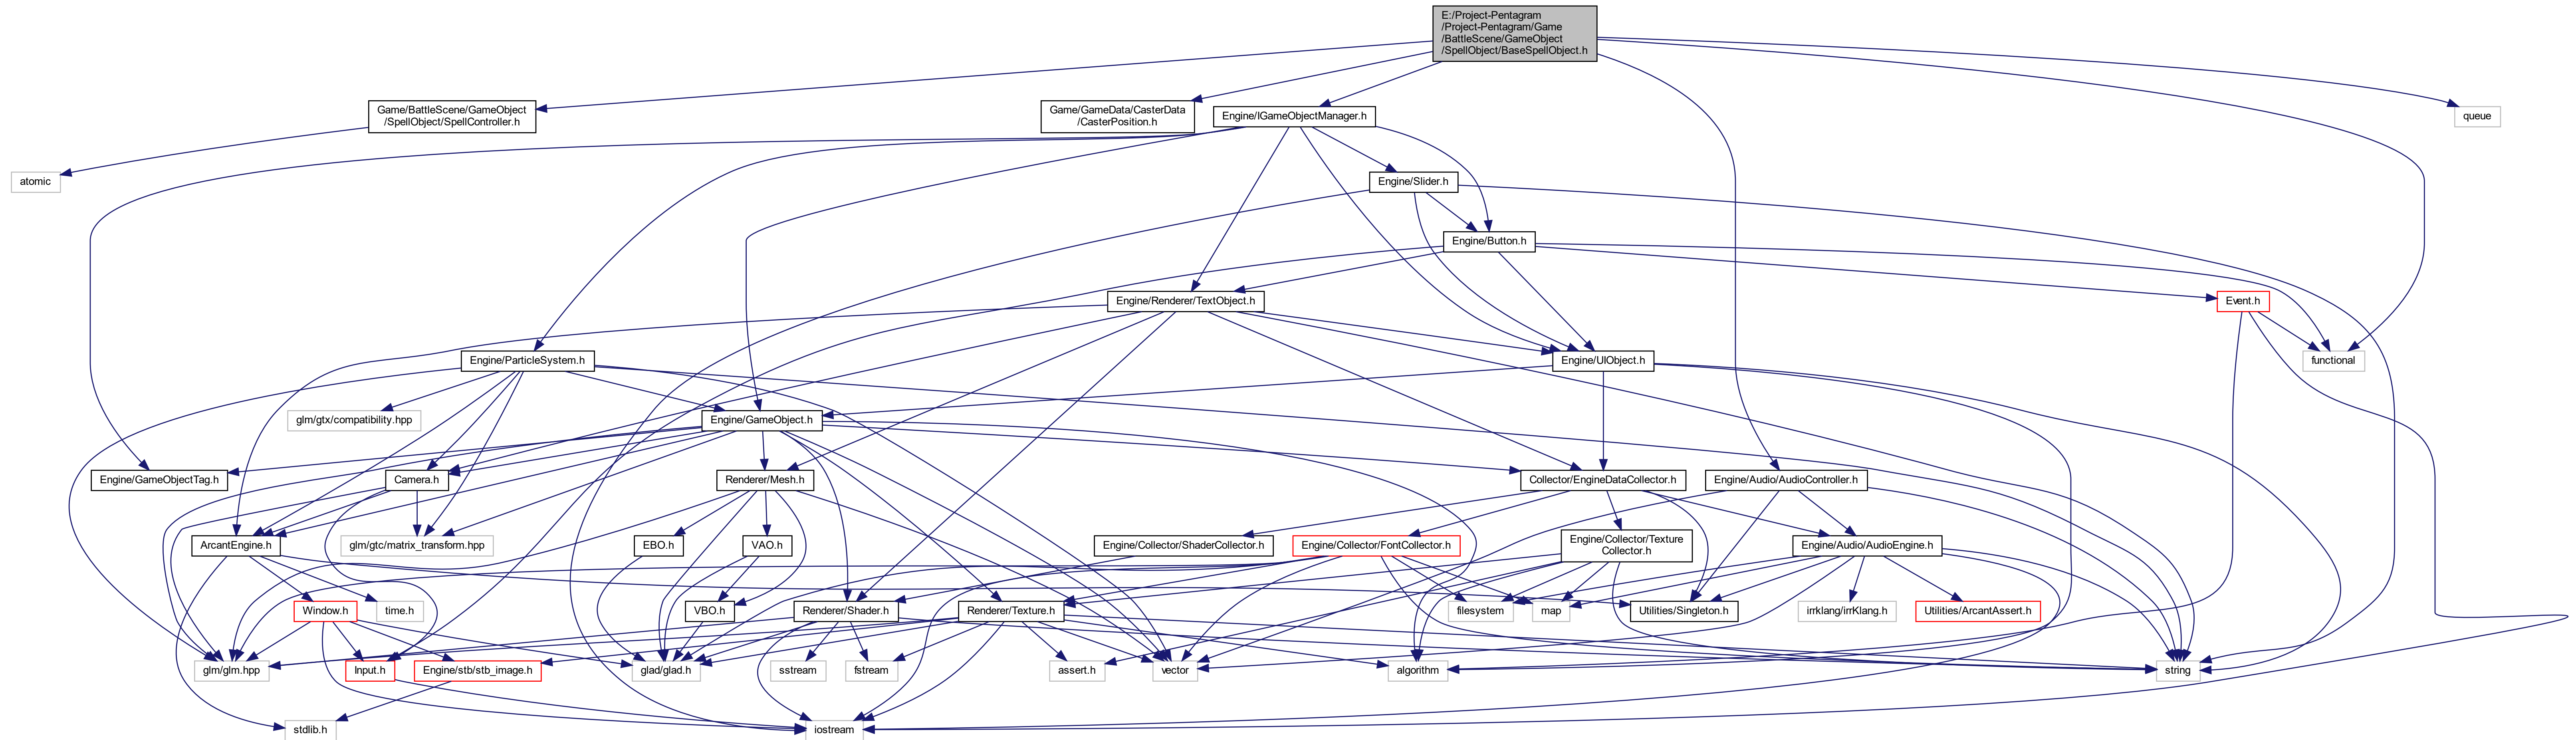 E:/Project-Pentagram
/Project-Pentagram/Game
/BattleScene/GameObject
/SpellObject/BaseSpellObject.h
Game/BattleScene/GameObject
/SpellObject/SpellController.h
Game/GameData/CasterData
/CasterPosition.h
Engine/IGameObjectManager.h
queue
atomic
Engine/Slider.h
Engine/Button.h
Engine/Renderer/TextObject.h
Event.h
Engine/ParticleSystem.h
Engine/UIObject.h
functional
glm/gtx/compatibility.hpp
Engine/GameObject.h
Engine/GameObjectTag.h
Camera.h
Renderer/Mesh.h
Collector/EngineDataCollector.h
Engine/Audio/AudioController.h
ArcantEngine.h
glm/gtc/matrix_transform.hpp
EBO.h
VAO.h
Engine/Collector/ShaderCollector.h
Engine/Collector/FontCollector.h
Engine/Collector/Texture
Collector.h
Engine/Audio/AudioEngine.h
Window.h
time.h
VBO.h
Renderer/Shader.h
Renderer/Texture.h
filesystem
map
Utilities/Singleton.h
irrklang/irrKlang.h
Utilities/ArcantAssert.h
glm/glm.hpp
Input.h
Engine/stb/stb_image.h
glad/glad.h
sstream
fstream
assert.h
vector
algorithm
string
stdlib.h
iostream